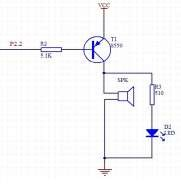 VCC
P2.2
R2
5.1K
T1
8550
SPK
R3
510
D2
LED